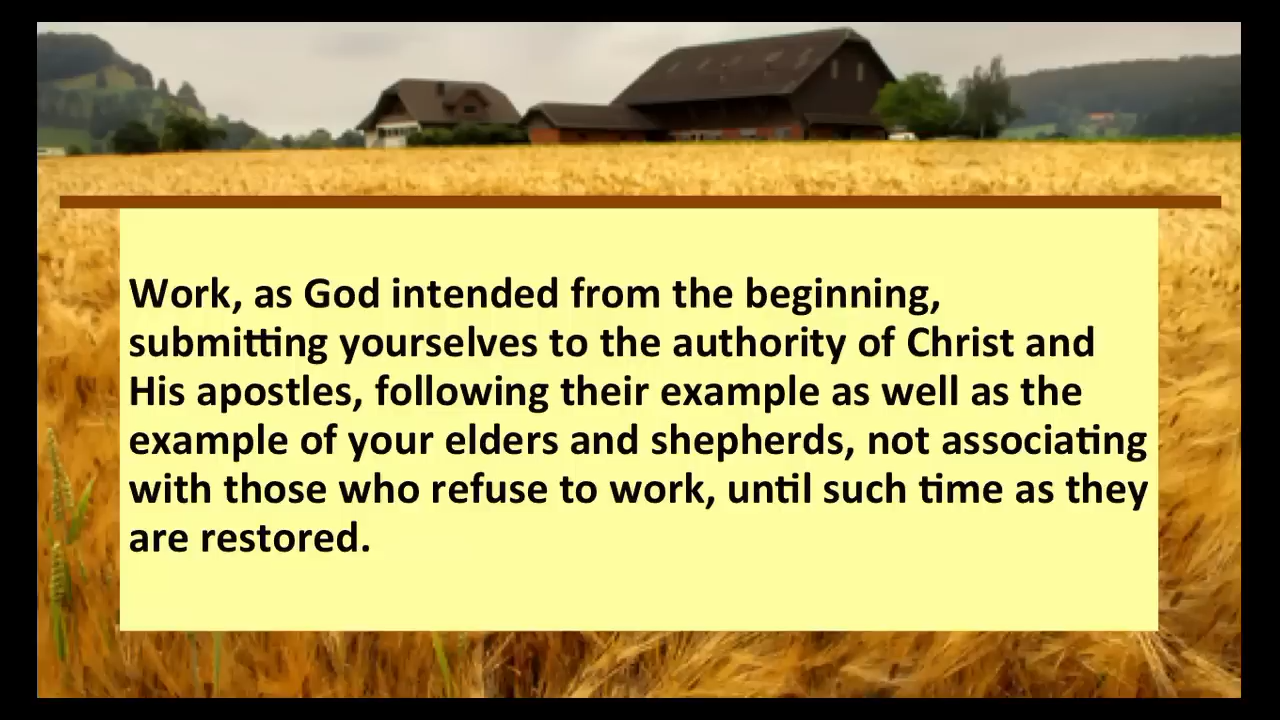 Work, as God intended from the beginning,
submitting yourselves to the authority of Christ and
His apostles, following their example as well as the
example of your elders and shepherds, not associating
with those who refuse to work, until such time as they
are restored.